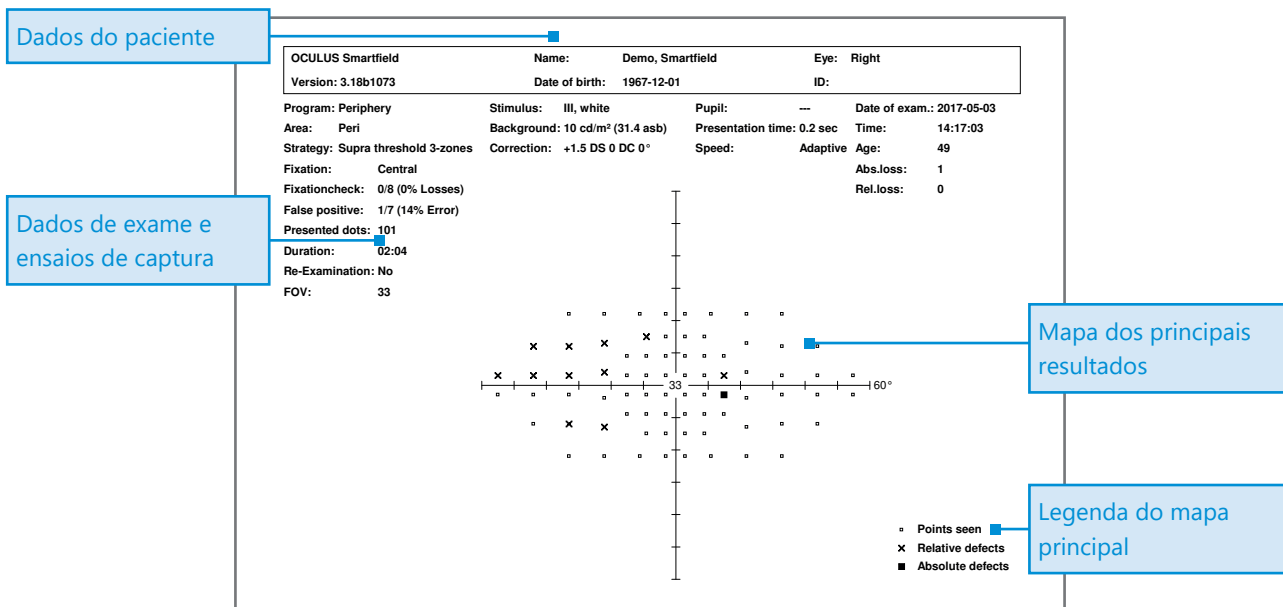 Dados do paciente
OCULUS Smartfield Name: Demo, Smartfield Eye: Right
Version: 3.18b1073 Date of birth: 1967-12-01 ID:
Program: Periphery Stimulus: III, white Pupil: --- Date of exam.: 2017-05-03
Area: Peri Background: 10 cd/m² (31.4 asb) Presentation time: 0.2 sec Time: 14:17:03
Strategy: Supra threshold 3-zones Correction: +1.5 DS 0 DC 0° Speed: Adaptive Age: 49
Fixation: Central Abs.loss: 1
Fixationcheck: 0/8 (0% Losses) Rel.loss: 0
False positive: 1/7 (14% Error)
Presented dots: 101
Duration: 02:04
Re-Examination: No
FOV: 33
Dados de exame e
ensaios de captura
Mapa dos principais
resultados
33 60°
Points seen
Relative defects
Absolute defects
Legenda do mapa
principal